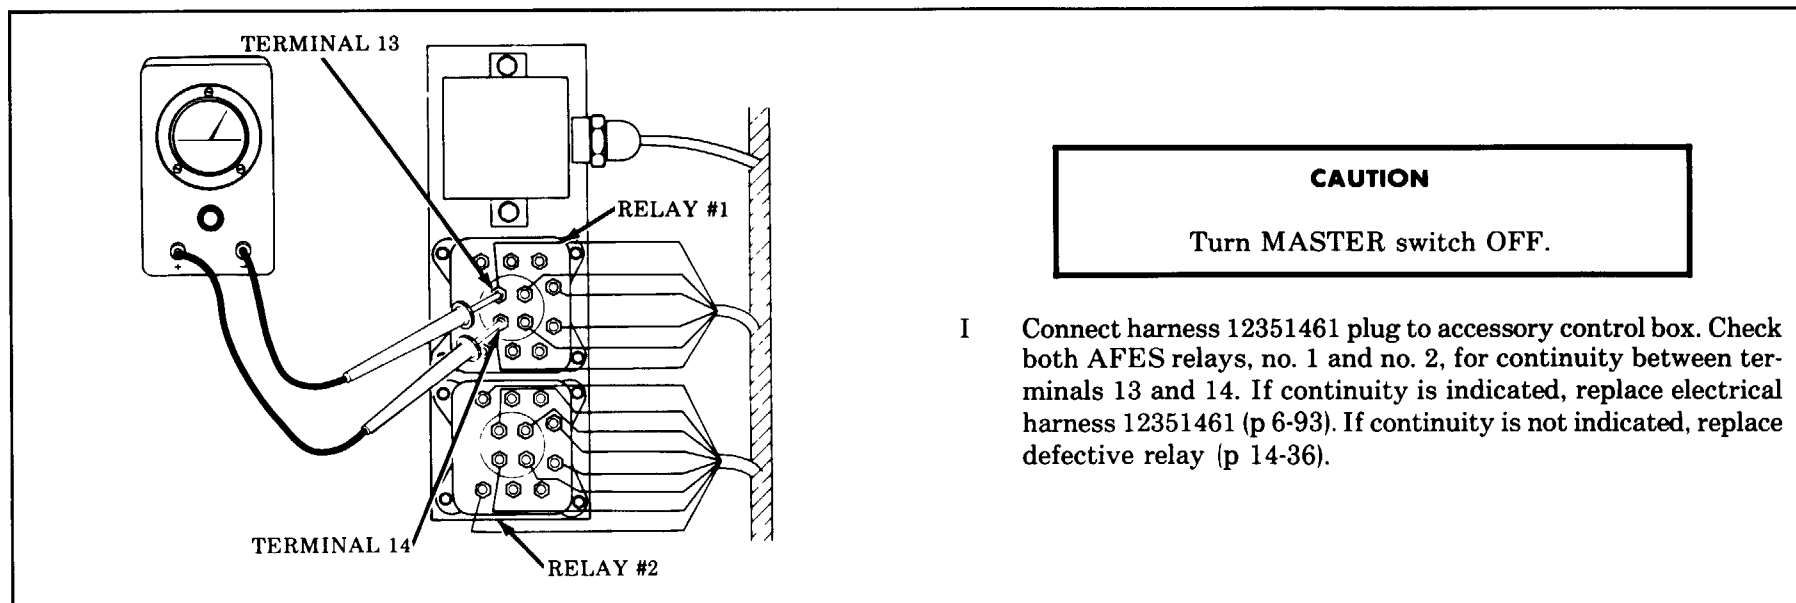 TERMINAL 13
RELAY #1
+
-
TERMINAL 14
RELAY #2
CAUTION
Turn MASTER switch OFF.
I Connect harness 12351461 plug to accessory control box. Check
both AFES relays, no. 1 and no. 2, for continuity between ter-
minals 13 and 14. If continuity is indicated, replace electrical
harness 12351461 (p 6-93). If continuity is not indicated, replace
defective relay (p 14-36).